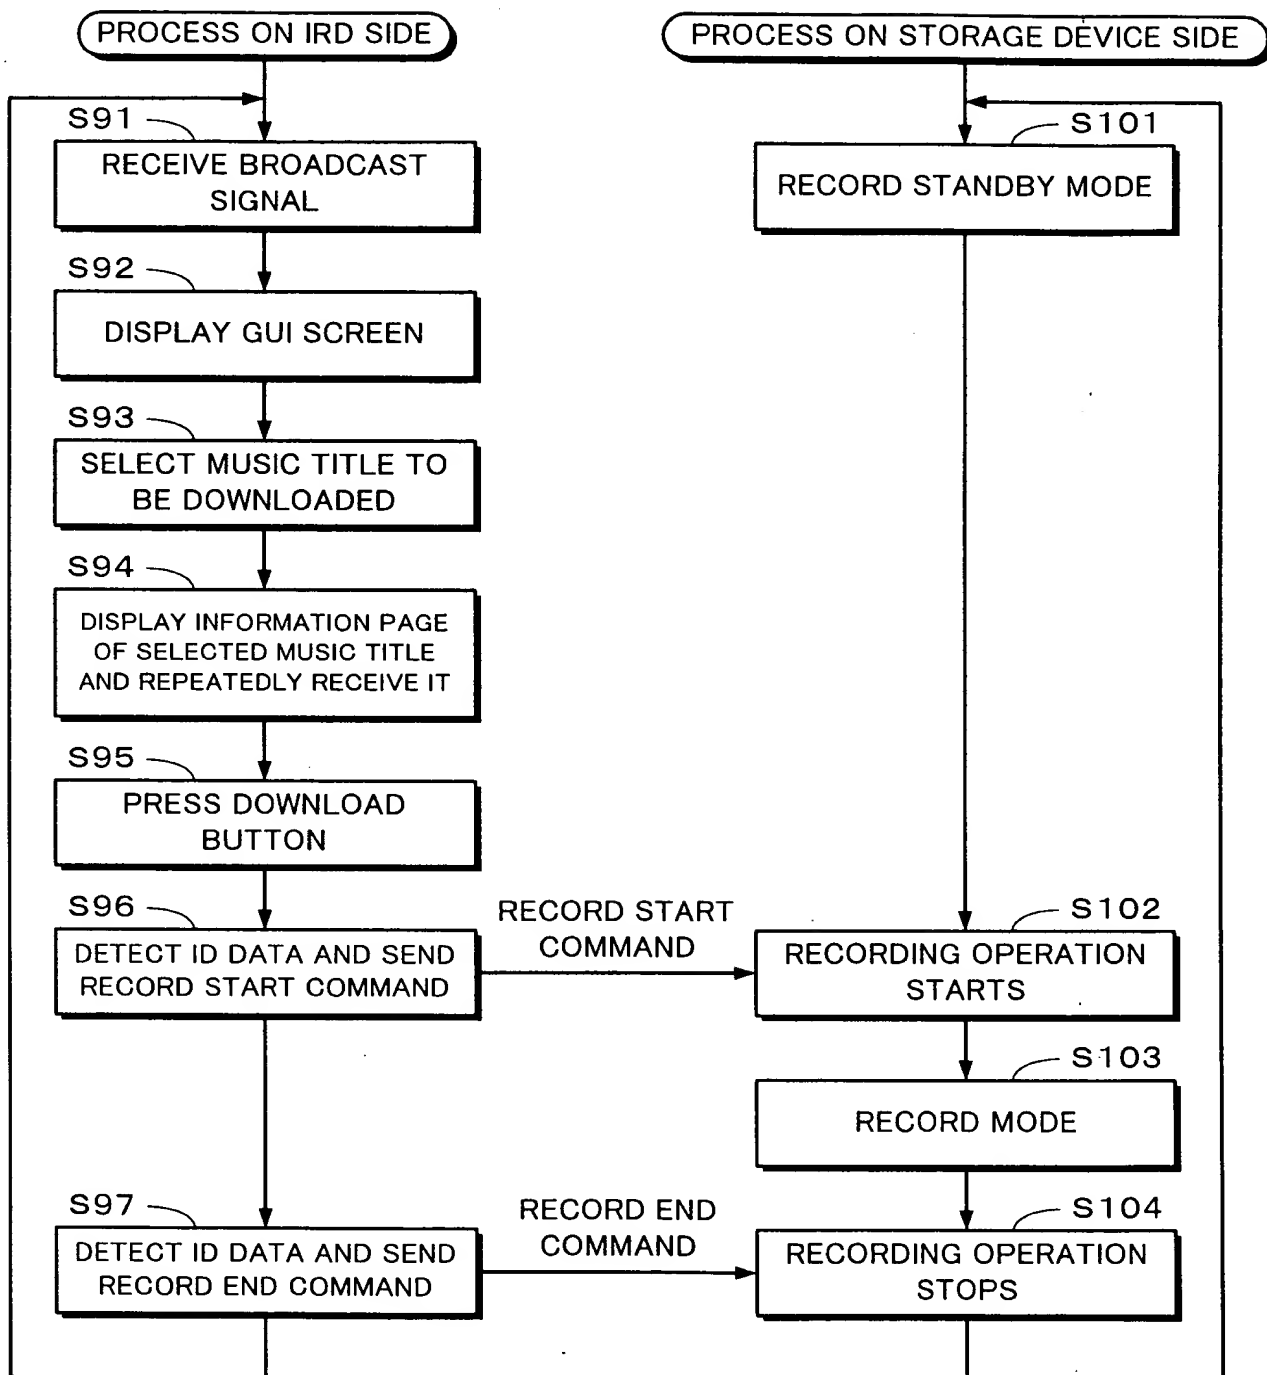 PROCESS ON IRD SIDE
S91
RECEIVE BROADCAST
SIGNAL
S92
DISPLAY GUI SCREEN
S93
SELECT MUSIC TITLE TO
BE DOWNLOADED
S94
DISPLAY INFORMATION PAGE
OF SELECTED MUSIC TITLE
AND REPEATEDLY RECEIVE IT
S95
PRESS DOWNLOAD
BUTTON
S96
DETECT ID DATA AND SEND
RECORD START COMMAND
RECORD START
COMMAND
S97
DETECT ID DATA AND SEND
RECORD END COMMAND
RECORD END
COMMAND
PROCESS ON STORAGE DEVICE SIDE
S101
RECORD STANDBY MODE
S102
RECORDING OPERATION
STARTS
S103
RECORD MODE
S104
RECORDING OPERATION
STOPS